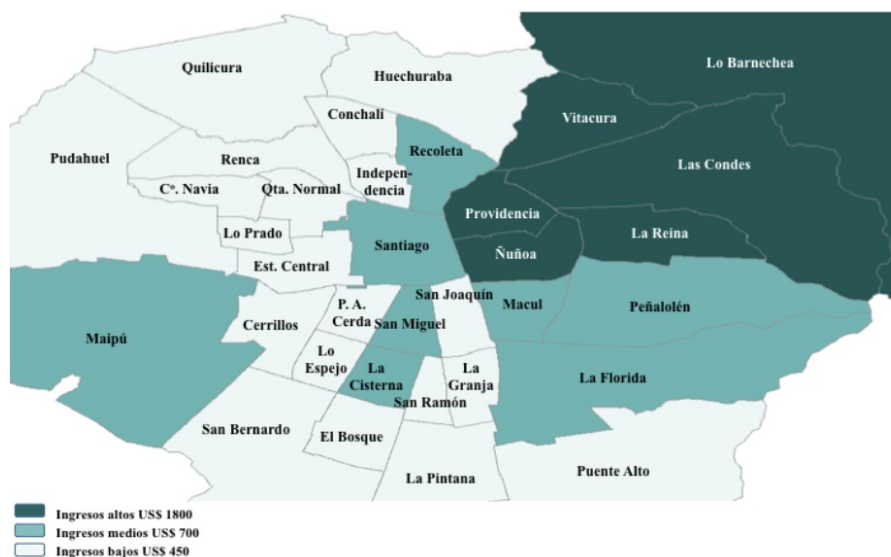 Lo Barnechea
Quilicura
Huechuraba
Conchalí
Vitacura
Recoleta
Pudahuel
Renca
Las Condes
Indepen-
dencia
Cº. Navia
Qta. Normal
Providencia
Lo Prado
La Reina
Santiago
Ñuñoa
Est. Central
San Joaquín
P. A.
Cerda
Macul
Peñalolén
Cerrillos
San Miguel
Maipú
Lo
Espejo
La
Cisterna
La
Granja
La Florida
San Ramón
San Bernardo
El Bosque
La Pintana
Puente Alto
Ingresos altos US$ 1800
Ingresos medios US$ 700
Ingresos bajos US$ 450